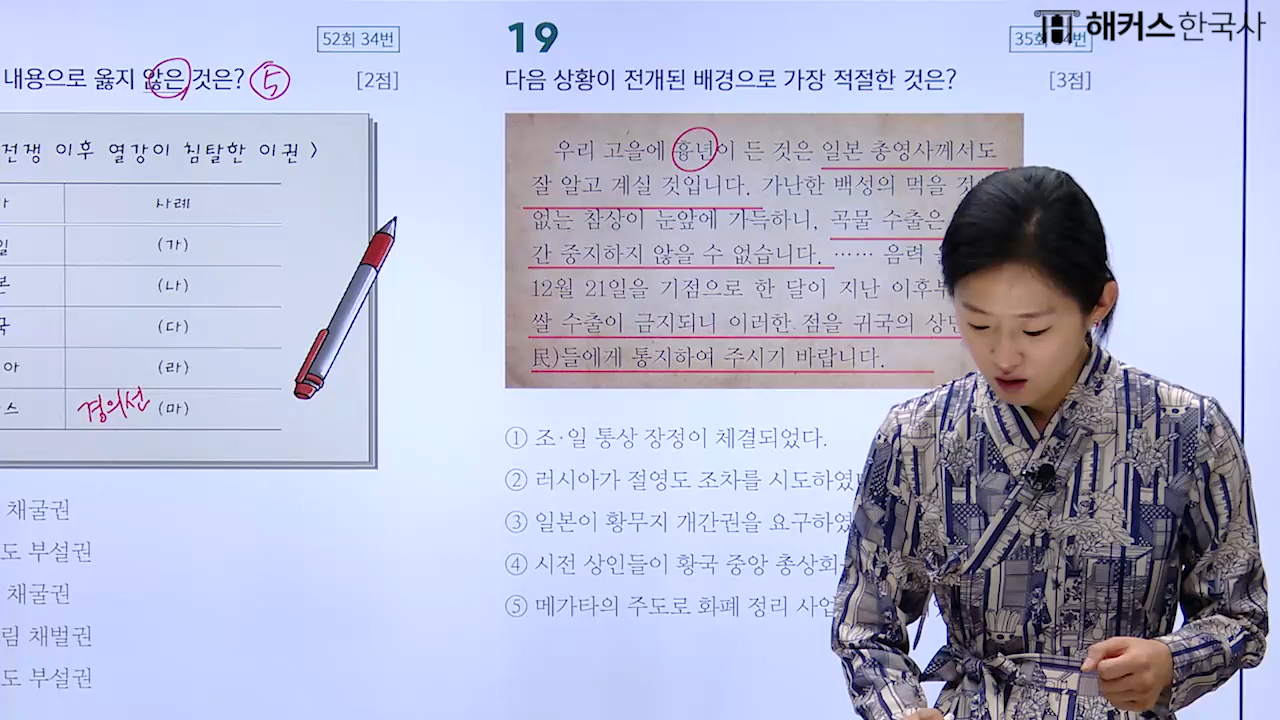 해커스한국사
52회 34번
내용으로 옳지 않은 것은? ⑤ [2점]
전쟁 이후 열강이 침탈한 이권 >
사례
(가)
(나)
(다)
(라)
경의선 (마)
채굴권
도 부설권
채굴권
림 채벌권
도 부설권
19
35회
다음 상황이 전개된 배경으로 가장 적절한 것은? [3점]
우리 고을에 흉년이 든 것은 일본 총영사께서도
잘 알고 계실 것입니다. 가난한 백성의 먹을
없는 참상이 눈앞에 가득하니, 곡물 수출은
간 중지하지 않을 수 없습니다. …… 음력
12월 21일을 기점으로 한 달이 지난
쌀 수출이 금지되니 이러한 점을 귀국의
民)들에게 통지하여 주시기 바랍니다.
① 조·일 통상 장정이 체결되었다.
② 러시아가 절영도 조차를 시도하였
③ 일본이 황무지 개간권을 요구하였
④ 시전 상인들이 황국 중앙 총상회
⑤ 메가타의 주도로 화폐 정리 사업